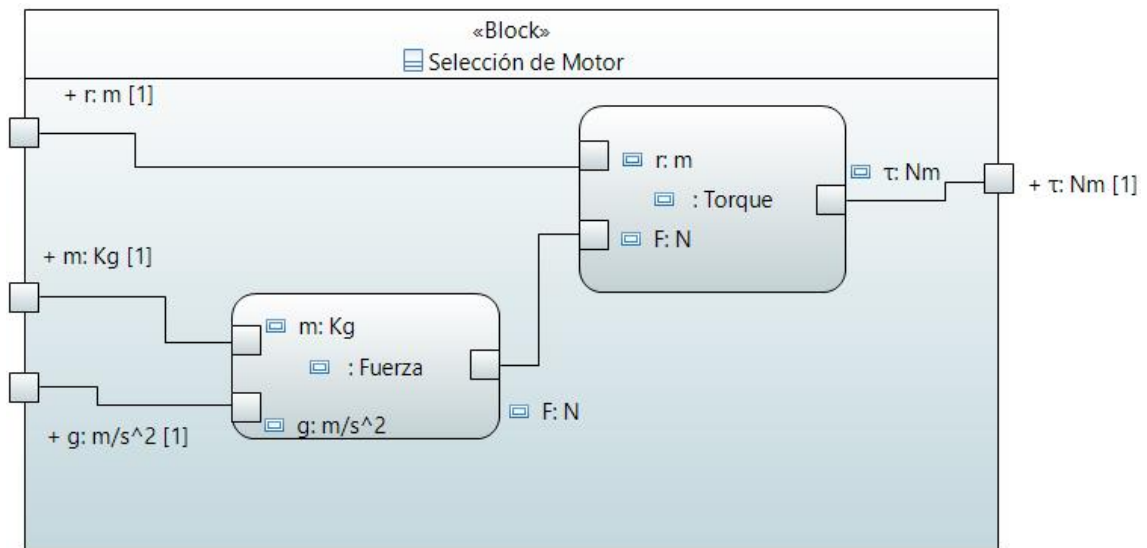 «Block»
Selección de Motor
+ r: m [1]
r: m
τ: Nm
: Torque
+ τ: Nm [1]
F: N
+ m: Kg [1]
m: Kg
: Fuerza
F: N
g: m/s^2
+ g: m/s^2 [1]